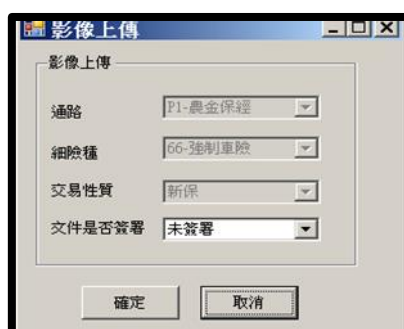 影像上傳
影像上傳
通路 P1-農金保經
細險種 66-強制車險
交易性質 新保
文件是否簽署 未簽署
確定 取消